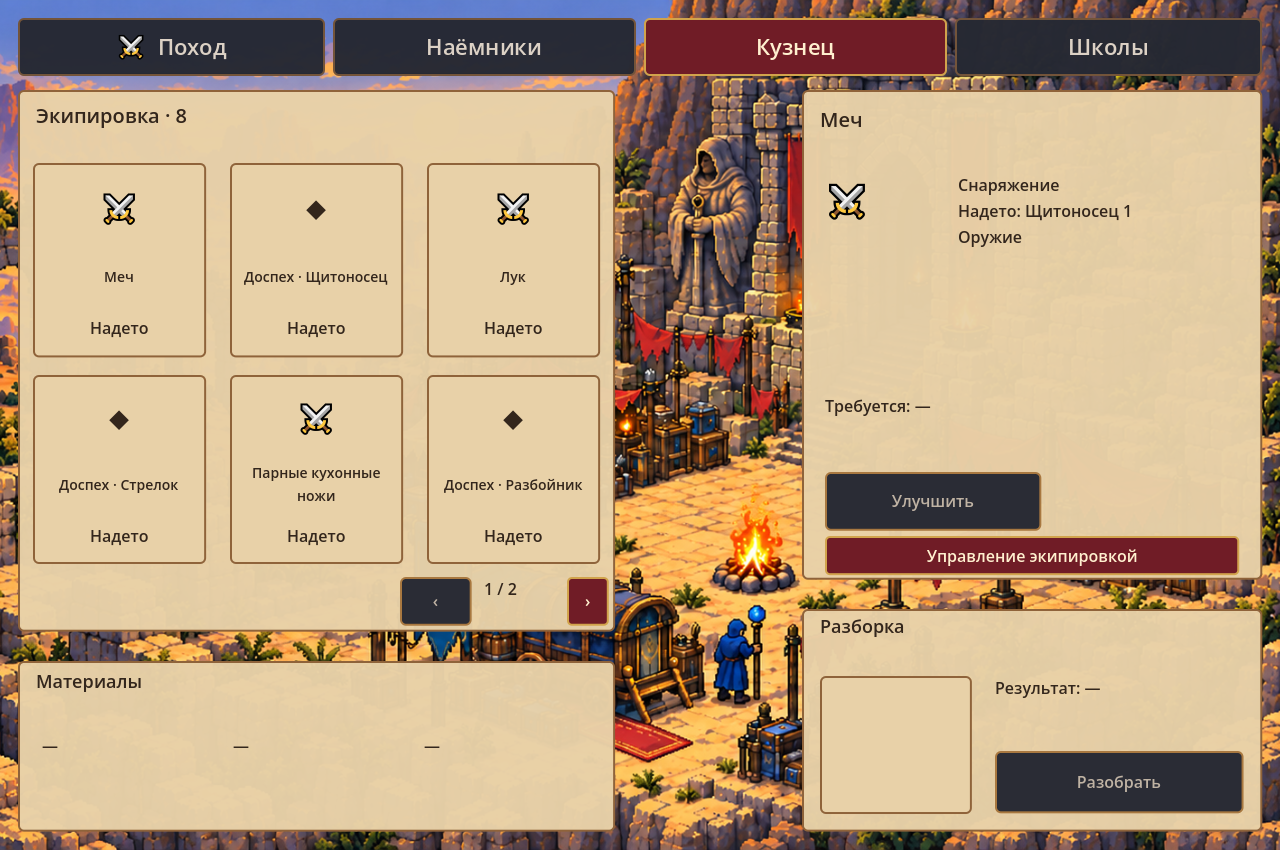 Поход
Наёмники
Кузнец
Школы
Экипировка · 8
Меч
Надето
Доспех · Щитоносец
Надето
Лук
Надето
Доспех · Стрелок
Надето
Парные кухонные
ножи
Надето
Доспех · Разбойник
Надето
‹
1 / 2
›
Материалы
—
—
—
Меч
Снаряжение
Надето: Щитоносец 1
Оружие
Требуется: —
Улучшить
Управление экипировкой
Разборка
Результат: —
Разобрать